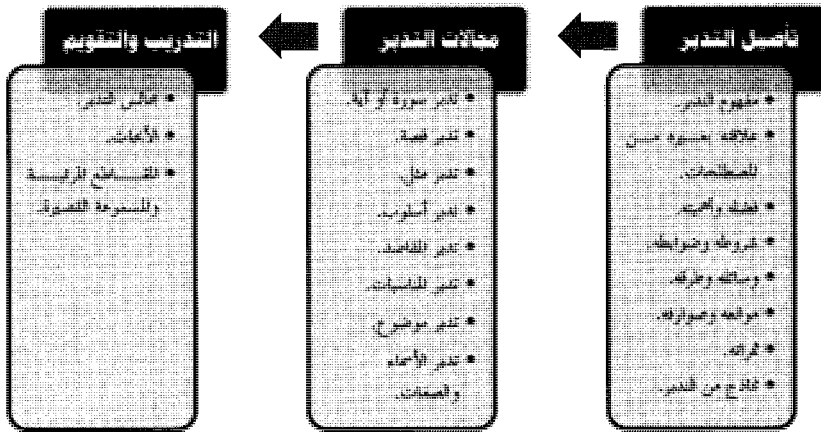 تأصيل التدبر
• مفهوم التدبر.
• علاقته بغيره من
المصطلحات.
• فضله وأهميته.
• شروطه وضوابطه.
• وسائله وطرقه.
• موانعه وصوارفه.
• ثمراته.
• نماذج من التدبر.
مجالات التدبر
• تدبر سورة أو آية.
• تدبر قصة.
• تدبر مثل.
• تدبر أسلوب.
• تدبر المقاصد.
• تدبر المناسبات.
• تدبر موضوع.
• تدبر الأسماء
والصفات.
التدريب والتقويم
• مجالس التدبر.
• الأبحاث.
• المقاطع المرئية
والمسموعة القصيرة.